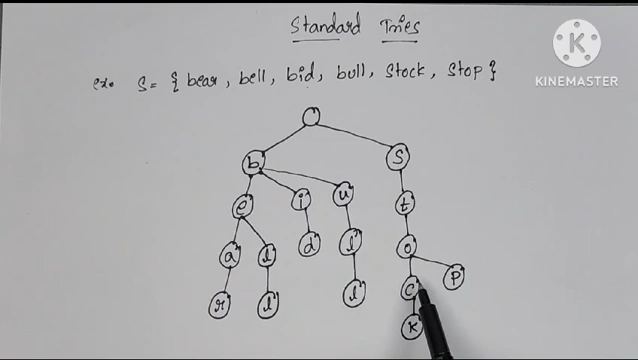 Standard Tries
ex:- S = { bear, bell, bid, bull, Stock, Stop }
K
KINEMASTER
b S
e i u t
a l d l o
r l l c p
k